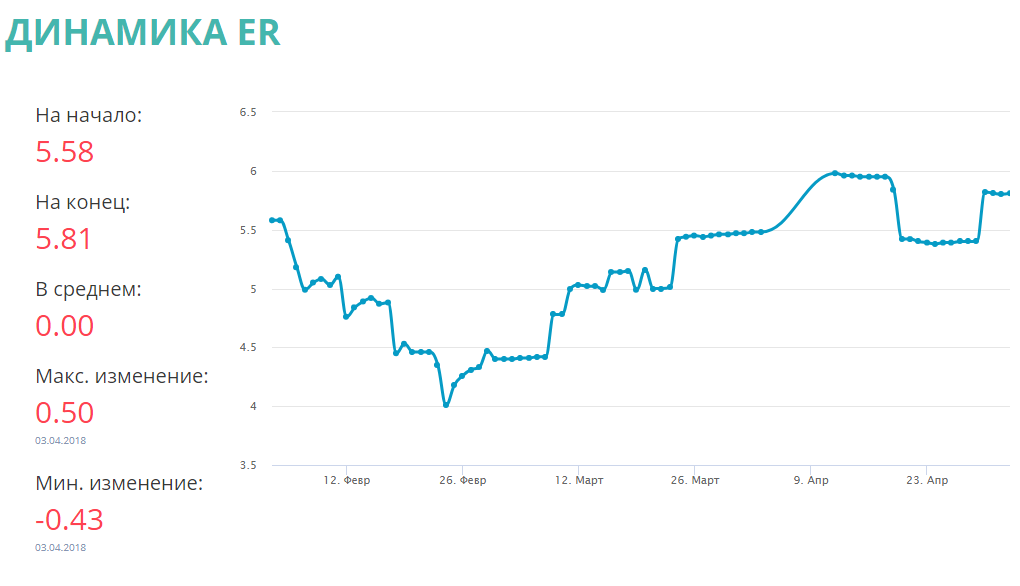 ДИНАМИКА ER
На начало:
5.58
На конец:
5.81
В среднем:
0.00
Макс. изменение:
0.50
03.04.2018
Мин. изменение:
-0.43
03.04.2018
6.5
6
5.5
5
4.5
4
3.5
12. Февр
26. Февр
12. Март
26. Март
9. Апр
23. Апр